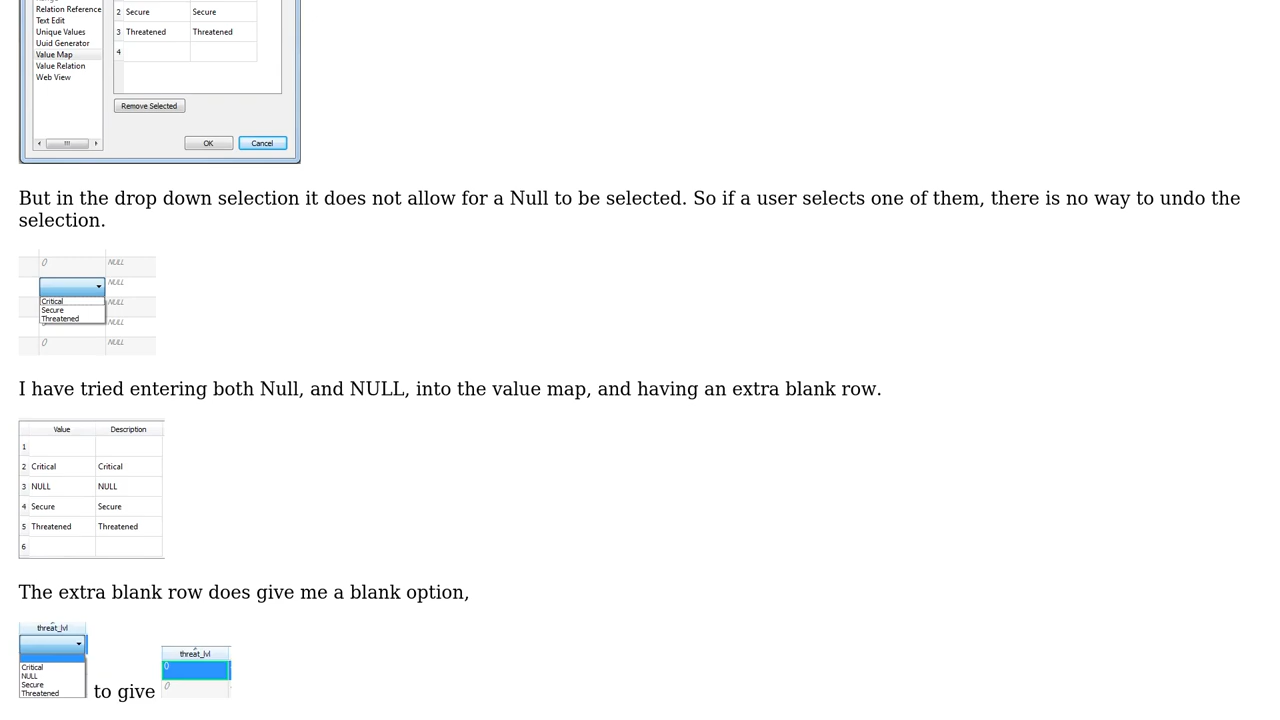 Relation Reference
Text Edit
Unique Values
Uuid Generator
Value Map
Value Relation
Web View
2 Secure Secure
3 Threatened Threatened
4
Remove Selected
OK Cancel
But in the drop down selection it does not allow for a Null to be selected. So if a user selects one of them, there is no way to undo the
selection.
0 NULL
NULL
Critical NULL
Secure
Threatened NULL
0 NULL
I have tried entering both Null, and NULL, into the value map, and having an extra blank row.
Value Description
1
2 Critical Critical
3 NULL NULL
4 Secure Secure
5 Threatened Threatened
6
The extra blank row does give me a blank option,
threat_lvl
Critical
NULL
Secure
Threatened
to give
threat_lvl
0
0